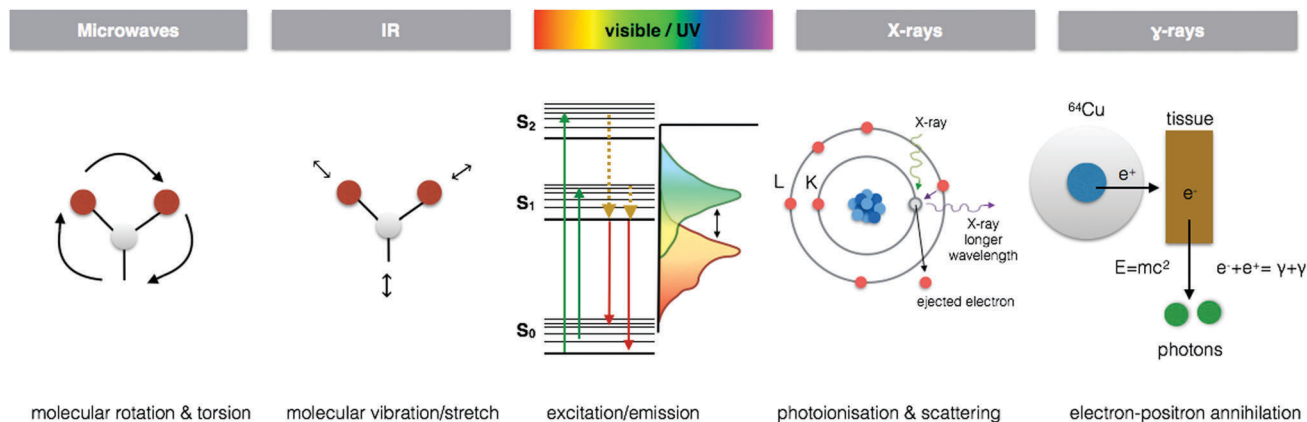 Microwaves
IR
visible / UV
X-rays
γ-rays
S₂
S₁
S₀
L
K
X-ray
X-ray
longer
wavelength
ejected electron
⁶⁴Cu
tissue
e⁺
e⁻
E=mc²
e⁻+e⁺= γ+γ
photons
molecular rotation & torsion
molecular vibration/stretch
excitation/emission
photoionisation & scattering
electron-positron annihilation